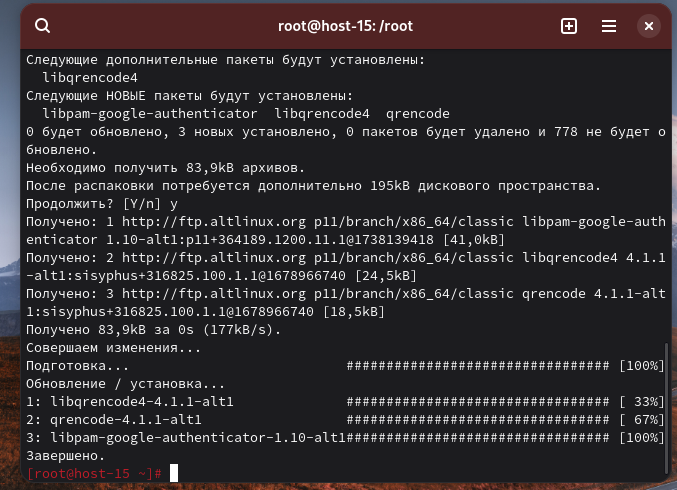 root@host-15: /root
Следующие дополнительные пакеты будут установлены:
  libqrencode4
Следующие НОВЫЕ пакеты будут установлены:
  libpam-google-authenticator  libqrencode4  qrencode
0 будет обновлено, 3 новых установлено, 0 пакетов будет удалено и 778 не будет о
бновлено.
Необходимо получить 83,9kB архивов.
После распаковки потребуется дополнительно 195kB дискового пространства.
Продолжить? [Y/n] y
Получено: 1 http://ftp.altlinux.org p11/branch/x86_64/classic libpam-google-auth
enticator 1.10-alt1:p11+364189.1200.11.1@1738139418 [41,0kB]
Получено: 2 http://ftp.altlinux.org p11/branch/x86_64/classic libqrencode4 4.1.1
-alt1:sisyphus+316825.100.1.1@1678966740 [24,5kB]
Получено: 3 http://ftp.altlinux.org p11/branch/x86_64/classic qrencode 4.1.1-alt
1:sisyphus+316825.100.1.1@1678966740 [18,5kB]
Получено 83,9kB за 0s (177kB/s).
Совершаем изменения...
Подготовка...                           ################################# [100%]
Обновление / установка...
1: libqrencode4-4.1.1-alt1              ################################# [ 33%]
2: qrencode-4.1.1-alt1                  ################################# [ 67%]
3: libpam-google-authenticator-1.10-alt1################################# [100%]
Завершено.
[root@host-15 ~]#